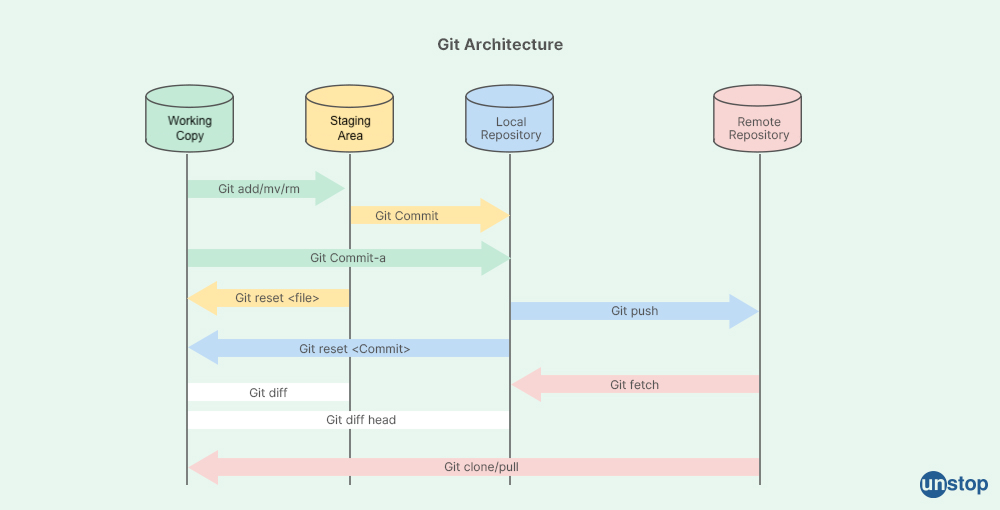 Git Architecture
Working
Copy
Staging
Area
Local
Repository
Remote
Repository
Git add/mv/rm
Git Commit
Git Commit-a
Git reset <file>
Git push
Git reset <Commit>
Git fetch
Git diff
Git diff head
Git clone/pull
unstop